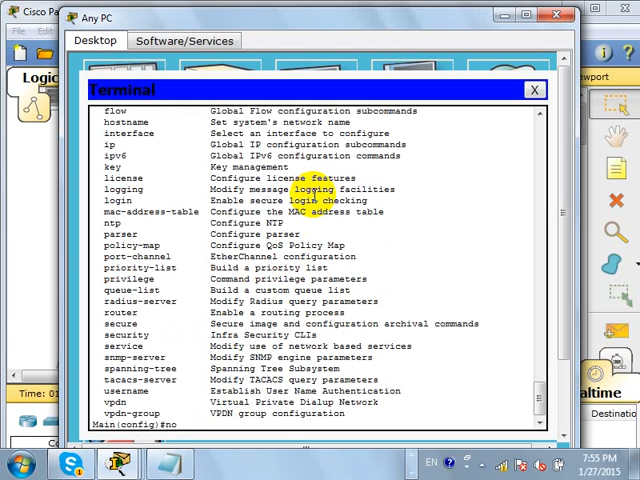 Cisco Pa
Any PC
File
Desktop
Software/Services
Logic
ewport
Terminal
X
flow Global Flow configuration subcommands
hostname Set system's network name
interface Select an interface to configure
ip Global IP configuration subcommands
ipv6 Global IPv6 configuration commands
key Key management
license Configure license features
logging Modify message logging facilities
login Enable secure login checking
mac-address-table Configure the MAC address table
ntp Configure NTP
parser Configure parser
policy-map Configure QoS Policy Map
port-channel EtherChannel configuration
priority-list Build a priority list
privilege Command privilege parameters
queue-list Build a custom queue list
radius-server Modify Radius query parameters
router Enable a routing process
secure Secure image and configuration archival commands
security Infra Security CLIs
service Modify use of network based services
snmp-server Modify SNMP engine parameters
spanning-tree Spanning Tree Subsystem
tacacs-server Modify TACACS query parameters
username Establish User Name Authentication
vpdn Virtual Private Dialup Network
vpdn-group VPDN group configuration
Main(config)#no
Time: 01
ealtime
Destinatio
EN
7:55 PM
1/27/2015